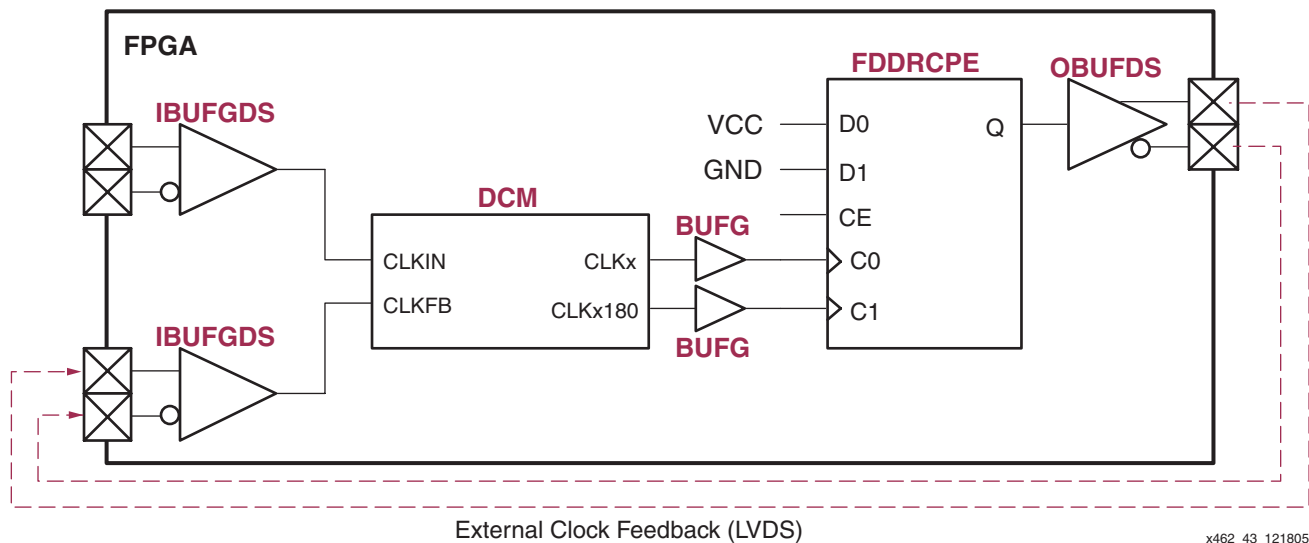 FPGA
FDDRCPE
OBUFDS
IBUFGDS
VCC
D0
Q
GND
D1
DCM
CE
BUFG
CLKIN
CLKx
C0
CLKFB
CLKx180
C1
IBUFGDS
BUFG
External Clock Feedback (LVDS)
x462_43_121805